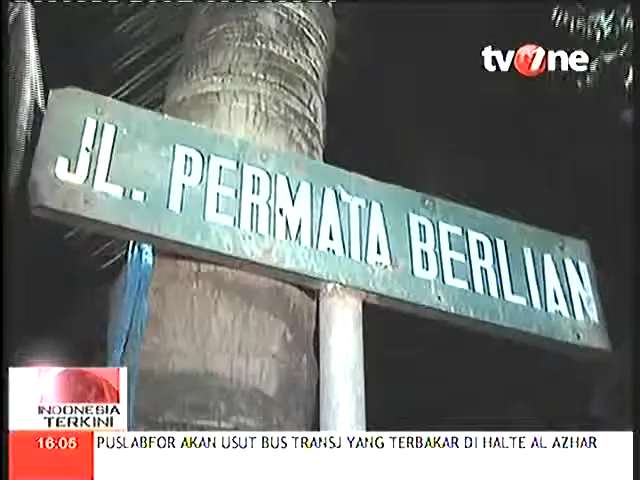 tvOne
JL. PERMATA BERLIAN
INDONESIA
TERKINI
16:05
PUSLABFOR AKAN USUT BUS TRANSJ YANG TERBAKAR DI HALTE AL AZHAR